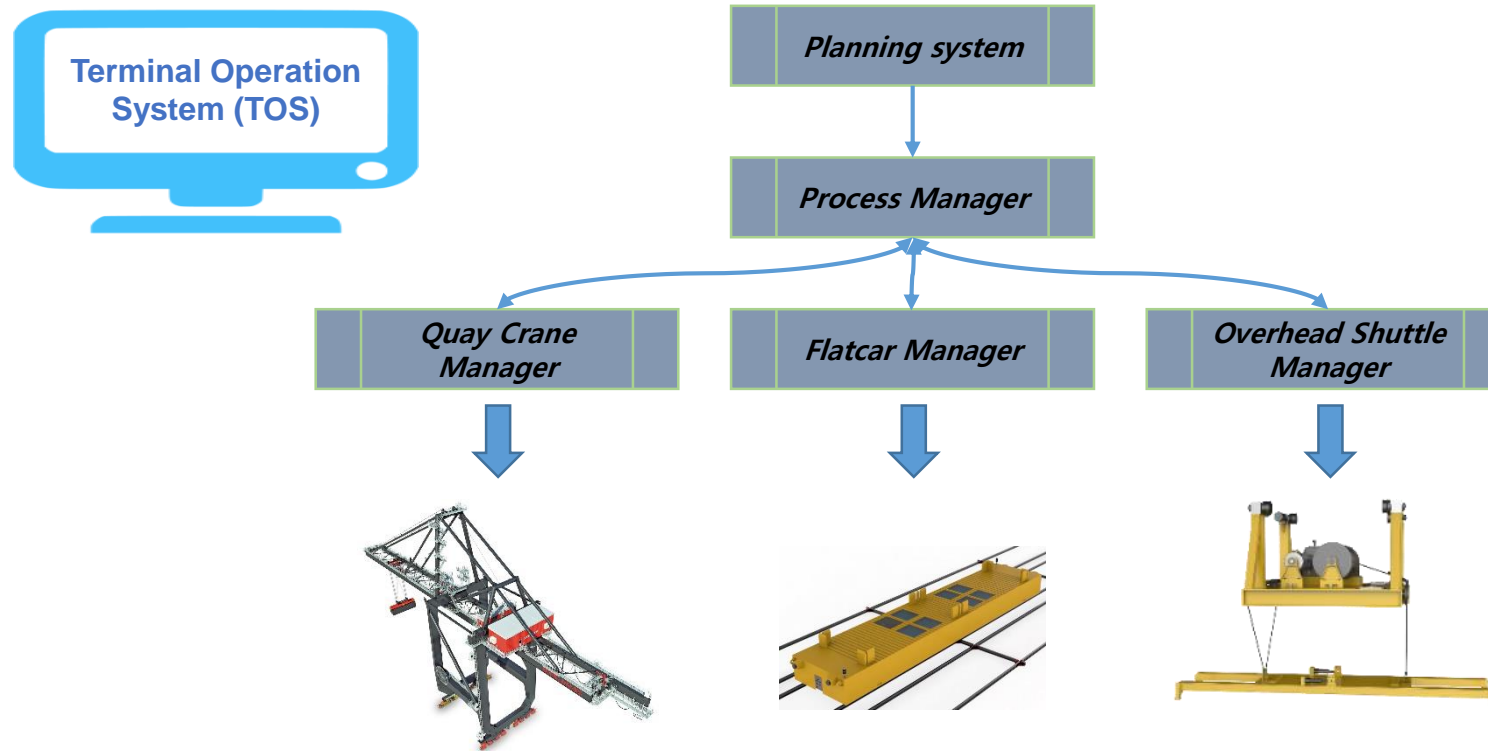 Terminal Operation
System (TOS)
Planning system
Process Manager
Quay Crane
Manager
Flatcar Manager
Overhead Shuttle
Manager